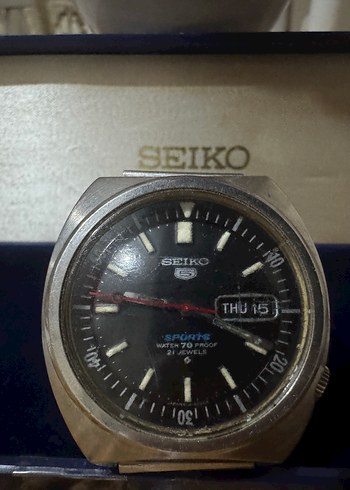 SEIKO
SEIKO
5
10
THU 15
SPORTS
WATER 70 PROOF
21 JEWELS
20
40
30